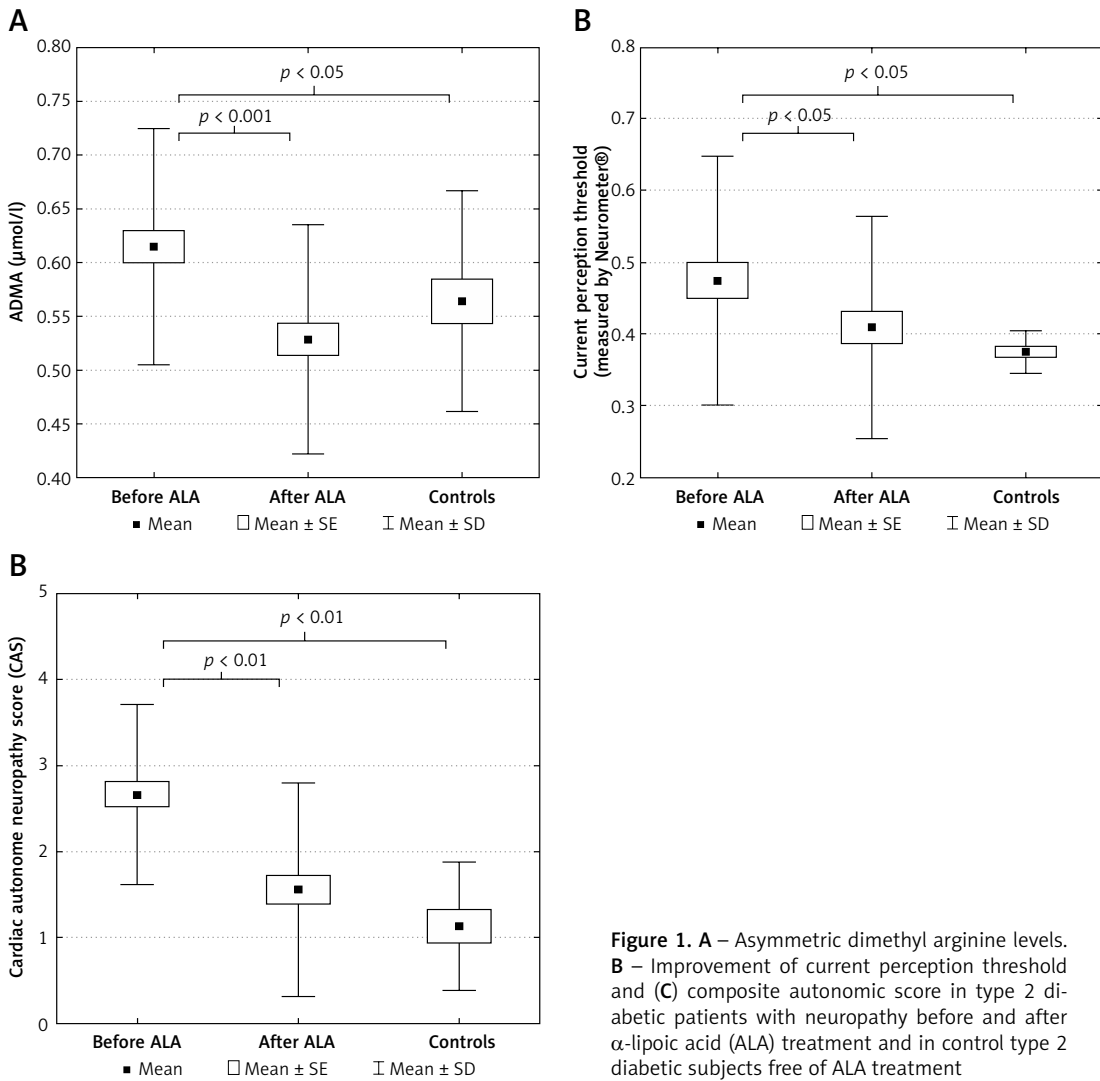 A
0.80
p < 0.05
0.75
p < 0.001
0.70
0.65
0.60
0.55
0.50
0.45
0.40
ADMA (μmol/l)
Before ALA After ALA Controls
▪ Mean □ Mean ± SE ⌶ Mean ± SD
B
0.8
p < 0.05
0.7
p < 0.05
0.6
0.5
0.4
0.3
0.2
Current perception threshold
(measured by Neurometer®)
Before ALA After ALA Controls
▪ Mean □ Mean ± SE ⌶ Mean ± SD
B
5
p < 0.01
p < 0.01
4
3
2
1
0
Cardiac autonome neuropathy score (CAS)
Before ALA After ALA Controls
▪ Mean □ Mean ± SE ⌶ Mean ± SD
Figure 1. A – Asymmetric dimethyl arginine levels.
B – Improvement of current perception threshold
and (C) composite autonomic score in type 2 di-
abetic patients with neuropathy before and after
α-lipoic acid (ALA) treatment and in control type 2
diabetic subjects free of ALA treatment